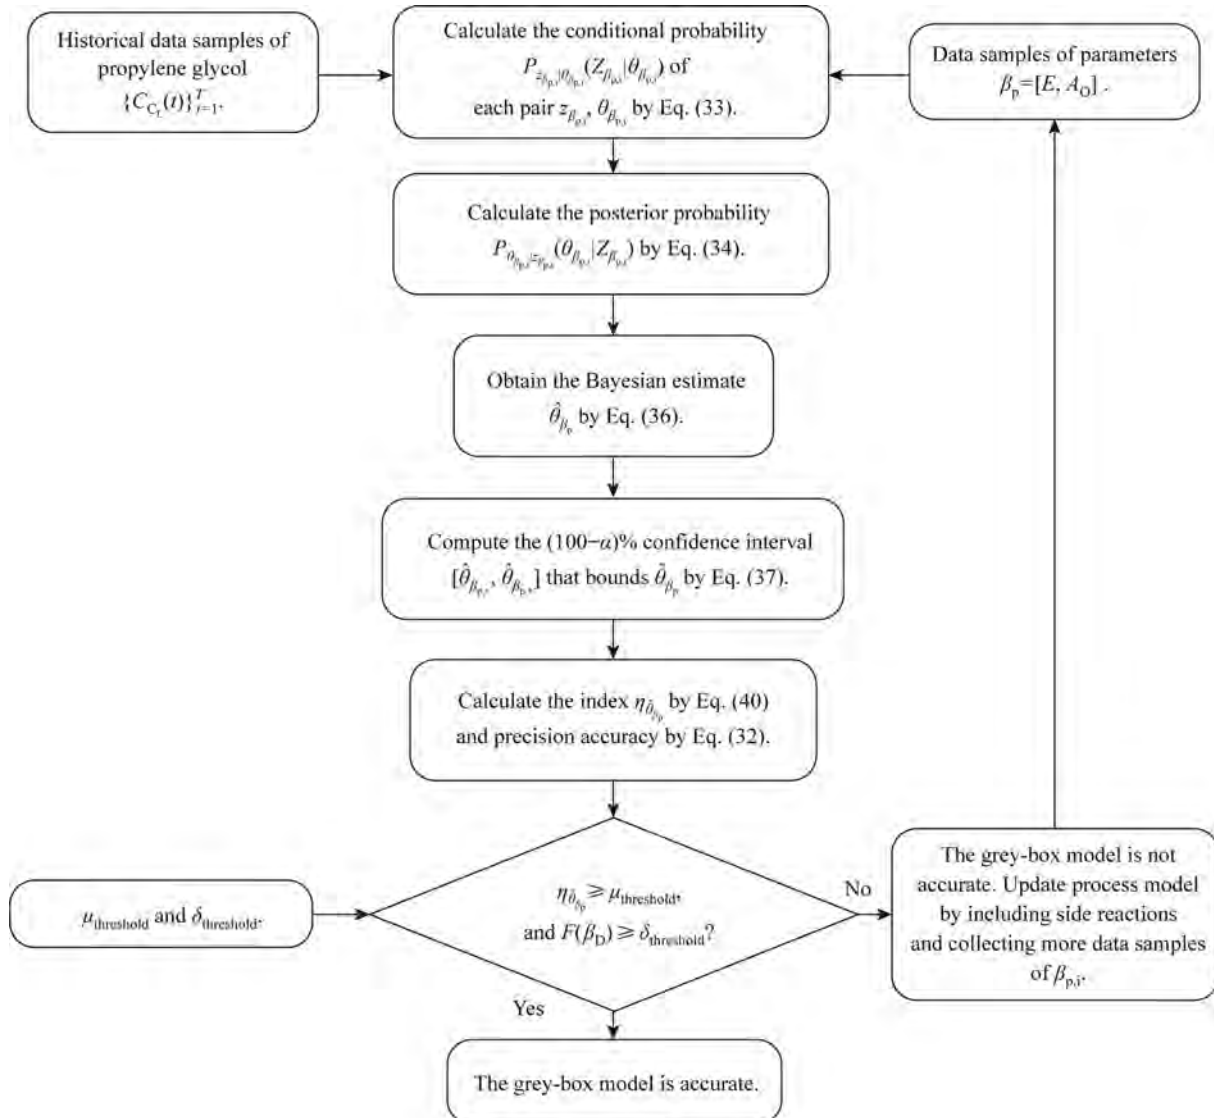 Historical data samples of
propylene glycol
{C_{C_L}(t)}_{t=1}^{T}.
Calculate the conditional probability
P_{z_{β_{p,i}}|θ_{β_{p,i}}}(Z_{β_{p,i}}|θ_{β_{p,i}}) of
each pair z_{β_{p,i}}, θ_{β_{p,i}} by Eq. (33).
Data samples of parameters
β_p=[E, A_O] .
Calculate the posterior probability
P_{θ_{β_{p,i}}|z_{β_{p,i}}}(θ_{β_{p,i}}|Z_{β_{p,i}}) by Eq. (34).
Obtain the Bayesian estimate
θ̂_{β_p} by Eq. (36).
Compute the (100−α)% confidence interval
[θ̂_{β_p}, θ̂_{β_p}] that bounds θ̂_{β_p} by Eq. (37).
Calculate the index η_{θ̂_{β_p}} by Eq. (40)
and precision accuracy by Eq. (32).
μ_threshold and δ_threshold.
η_{θ̂_{β_p}} ≥ μ_threshold,
and F(β_D) ≥ δ_threshold?
No
The grey-box model is not
accurate. Update process model
by including side reactions
and collecting more data samples
of β_{p,i}.
Yes
The grey-box model is accurate.